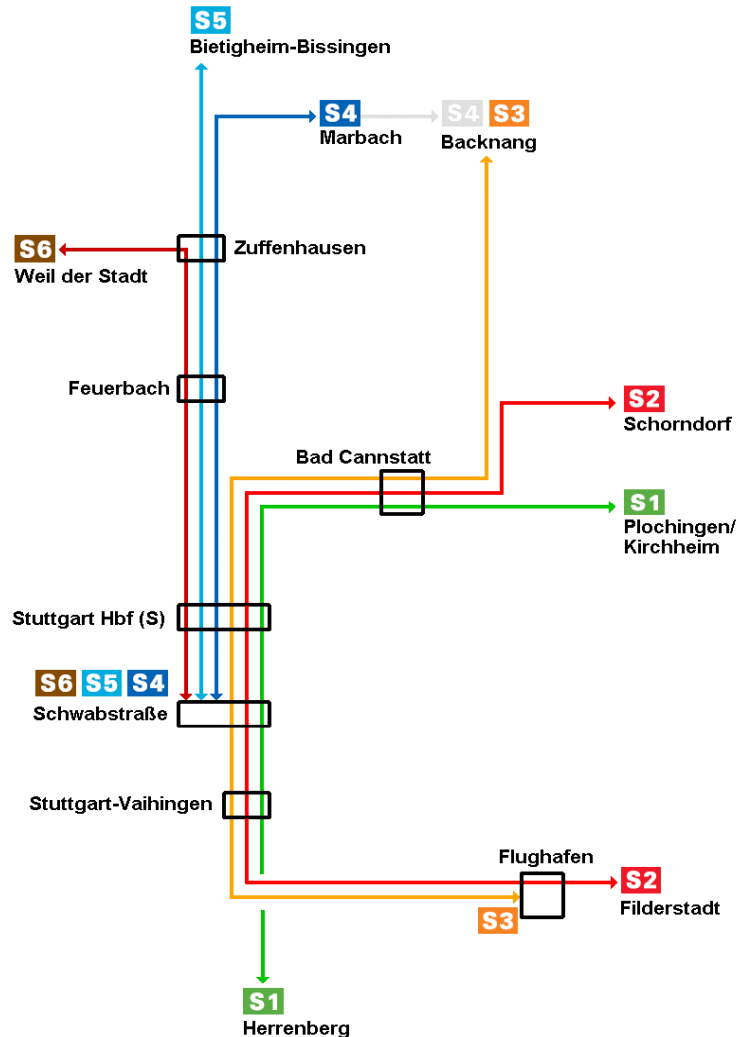 S5
Bietigheim-Bissingen
S4
Marbach
S4 S3
Backnang
S6
Weil der Stadt
Zuffenhausen
Feuerbach
S2
Schorndorf
Bad Cannstatt
S1
Plochingen/
Kirchheim
Stuttgart Hbf (S)
S6 S5 S4
Schwabstraße
Stuttgart-Vaihingen
Flughafen
S2
Filderstadt
S3
S1
Herrenberg